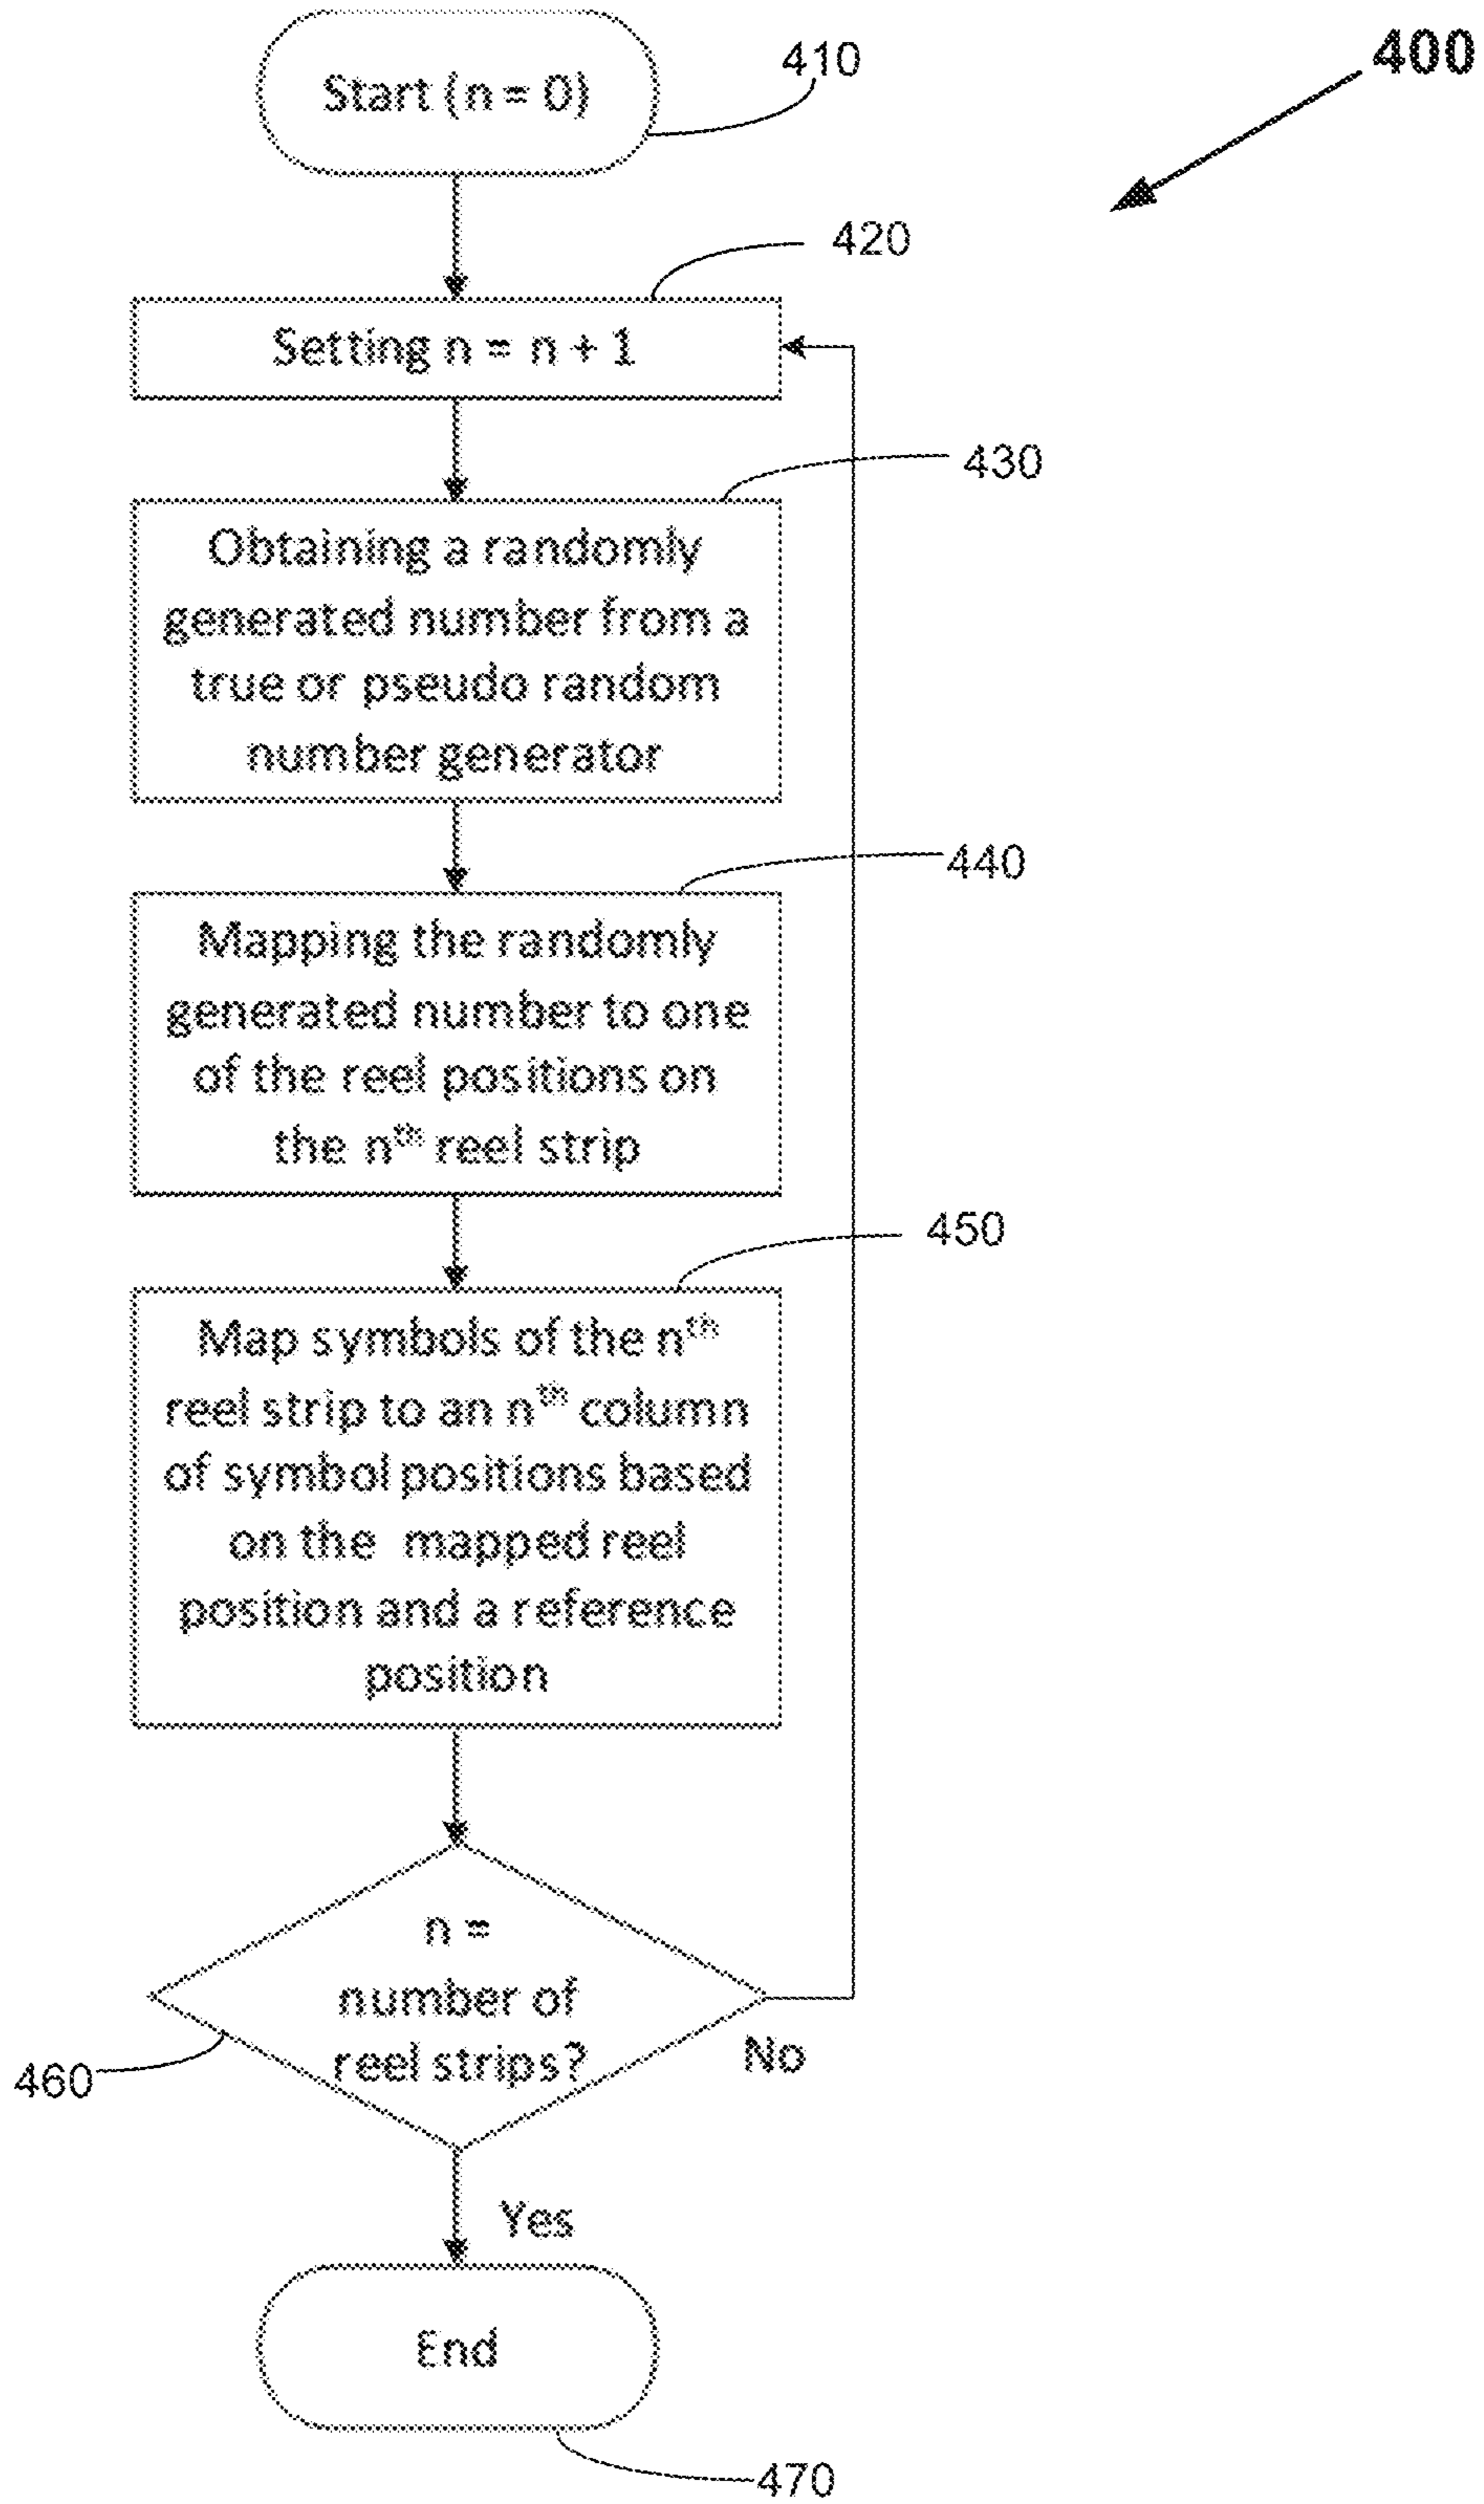 400
410
Start (n = 0)
420
Setting n = n + 1
430
Obtaining a randomly
generated number from a
true or pseudo random
number generator
440
Mapping the randomly
generated number to one
of the reel positions on
the nth reel strip
450
Map symbols of the nth
reel strip to an nth column
of symbol positions based
on the mapped reel
position and a reference
position
n =
number of
reel strips?
460
No
Yes
End
470